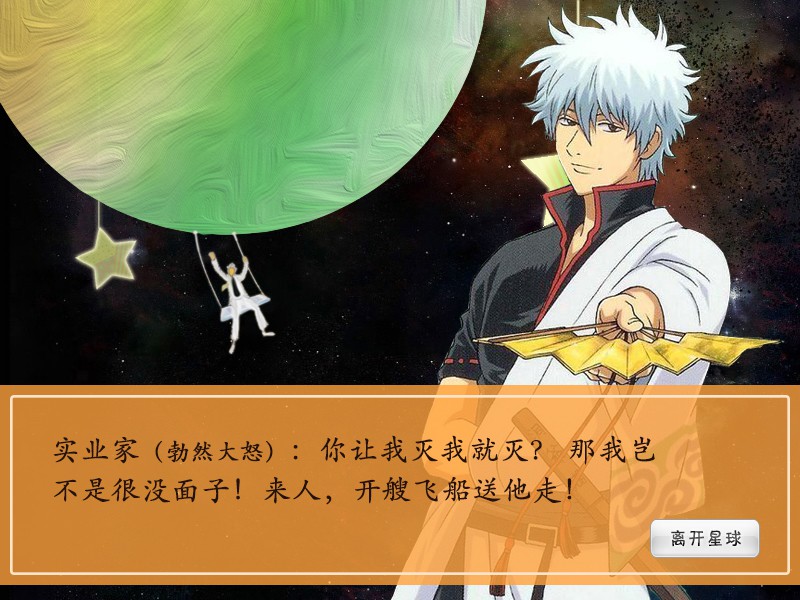 实业家（勃然大怒）：你让我灭我就灭？ 那我岂
不是很没面子！来人，开艘飞船送他走！
离开星球